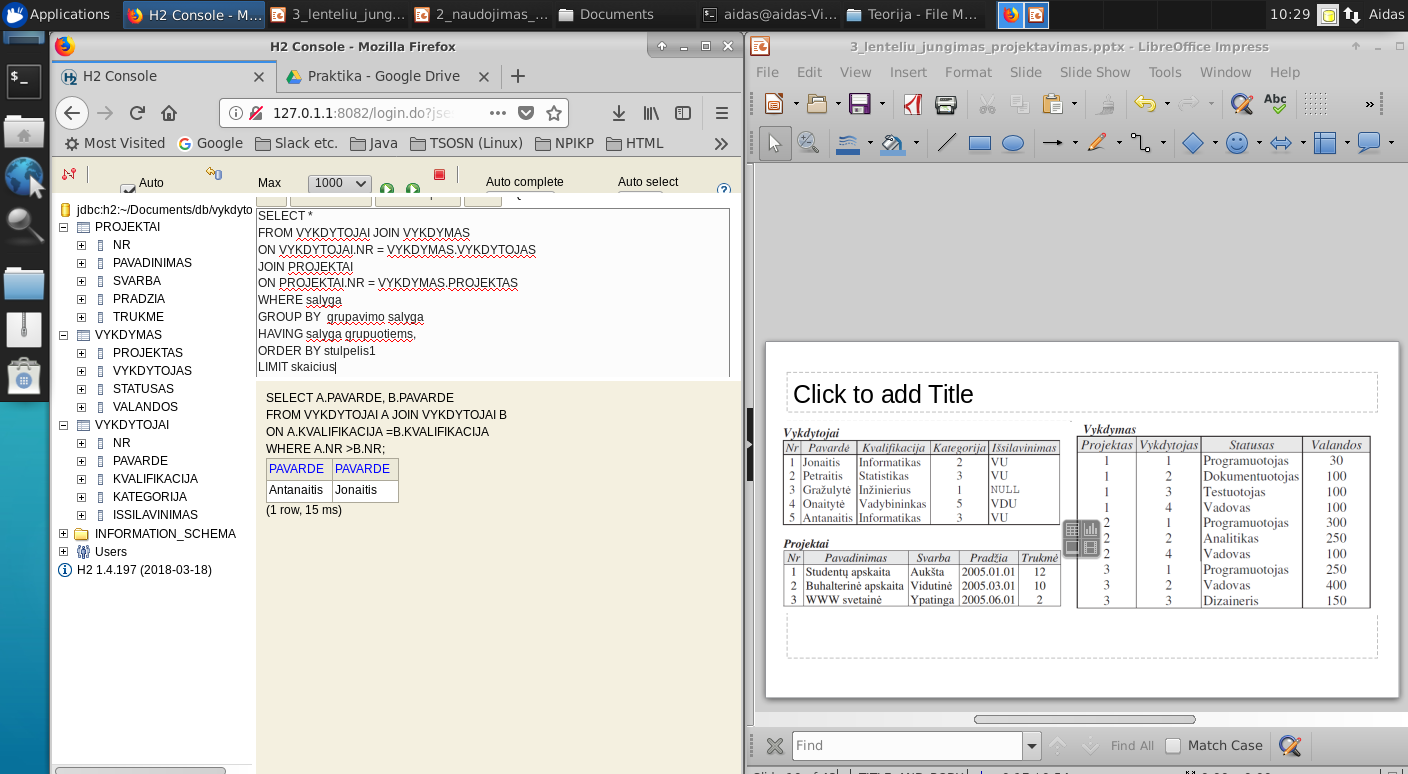 Applications
H2 Console - M...
3_lenteliu_jung...
2_naudojimas_...
Documents
aidas@aidas-Vi...
Teorija - File M...
10:29
Aidas
H2 Console - Mozilla Firefox
H2 Console
Praktika - Google Drive
127.0.1.1:8082/login.do?jse
Most Visited
Google
Slack etc.
Java
TSOSN (Linux)
NPIKP
HTML
Auto
Max
1000
Auto complete
Auto select
jdbc:h2:~/Documents/db/vykdyto
PROJEKTAI
NR
PAVADINIMAS
SVARBA
PRADZIA
TRUKME
VYKDYMAS
PROJEKTAS
VYKDYTOJAS
STATUSAS
VALANDOS
VYKDYTOJAI
NR
PAVARDE
KVALIFIKACIJA
KATEGORIJA
ISSILAVINIMAS
INFORMATION_SCHEMA
Users
H2 1.4.197 (2018-03-18)
SELECT *
FROM VYKDYTOJAI JOIN VYKDYMAS
ON VYKDYTOJAI.NR = VYKDYMAS.VYKDYTOJAS
JOIN PROJEKTAI
ON PROJEKTAI.NR = VYKDYMAS.PROJEKTAS
WHERE salyga
GROUP BY  grupavimo salyga
HAVING salyga grupuotiems,
ORDER BY stulpelis1
LIMIT skaicius
SELECT A.PAVARDE, B.PAVARDE
FROM VYKDYTOJAI A JOIN VYKDYTOJAI B
ON A.KVALIFIKACIJA =B.KVALIFIKACIJA
WHERE A.NR >B.NR;
PAVARDE PAVARDE
Antanaitis Jonaitis
(1 row, 15 ms)
3_lenteliu_jungimas_projektavimas.pptx - LibreOffice Impress
File Edit View Insert Format Slide Slide Show Tools Window Help
Abc
Click to add Title
Vykdytojai
Nr Pavardė Kvalifikacija Kategorija Išsilavinimas
1 Jonaitis Informatikas 2 VU
2 Petraitis Statistikas 3 VU
3 Gražulytė Inžinierius 1 NULL
4 Onaitytė Vadybininkas 5 VDU
5 Antanaitis Informatikas 3 VU
Projektai
Nr Pavadinimas Svarba Pradžia Trukmė
1 Studentų apskaita Aukšta 2005.01.01 12
2 Buhalterinė apskaita Vidutinė 2005.03.01 10
3 WWW svetainė Ypatinga 2005.06.01 2
Vykdymas
Projektas Vykdytojas Statusas Valandos
1 1 Programuotojas 30
1 2 Dokumentuotojas 100
1 3 Testuotojas 100
1 4 Vadovas 100
2 1 Programuotojas 300
2 2 Analitikas 250
2 4 Vadovas 100
3 1 Programuotojas 250
3 2 Vadovas 400
3 3 Dizaineris 150
Find
Find All
Match Case